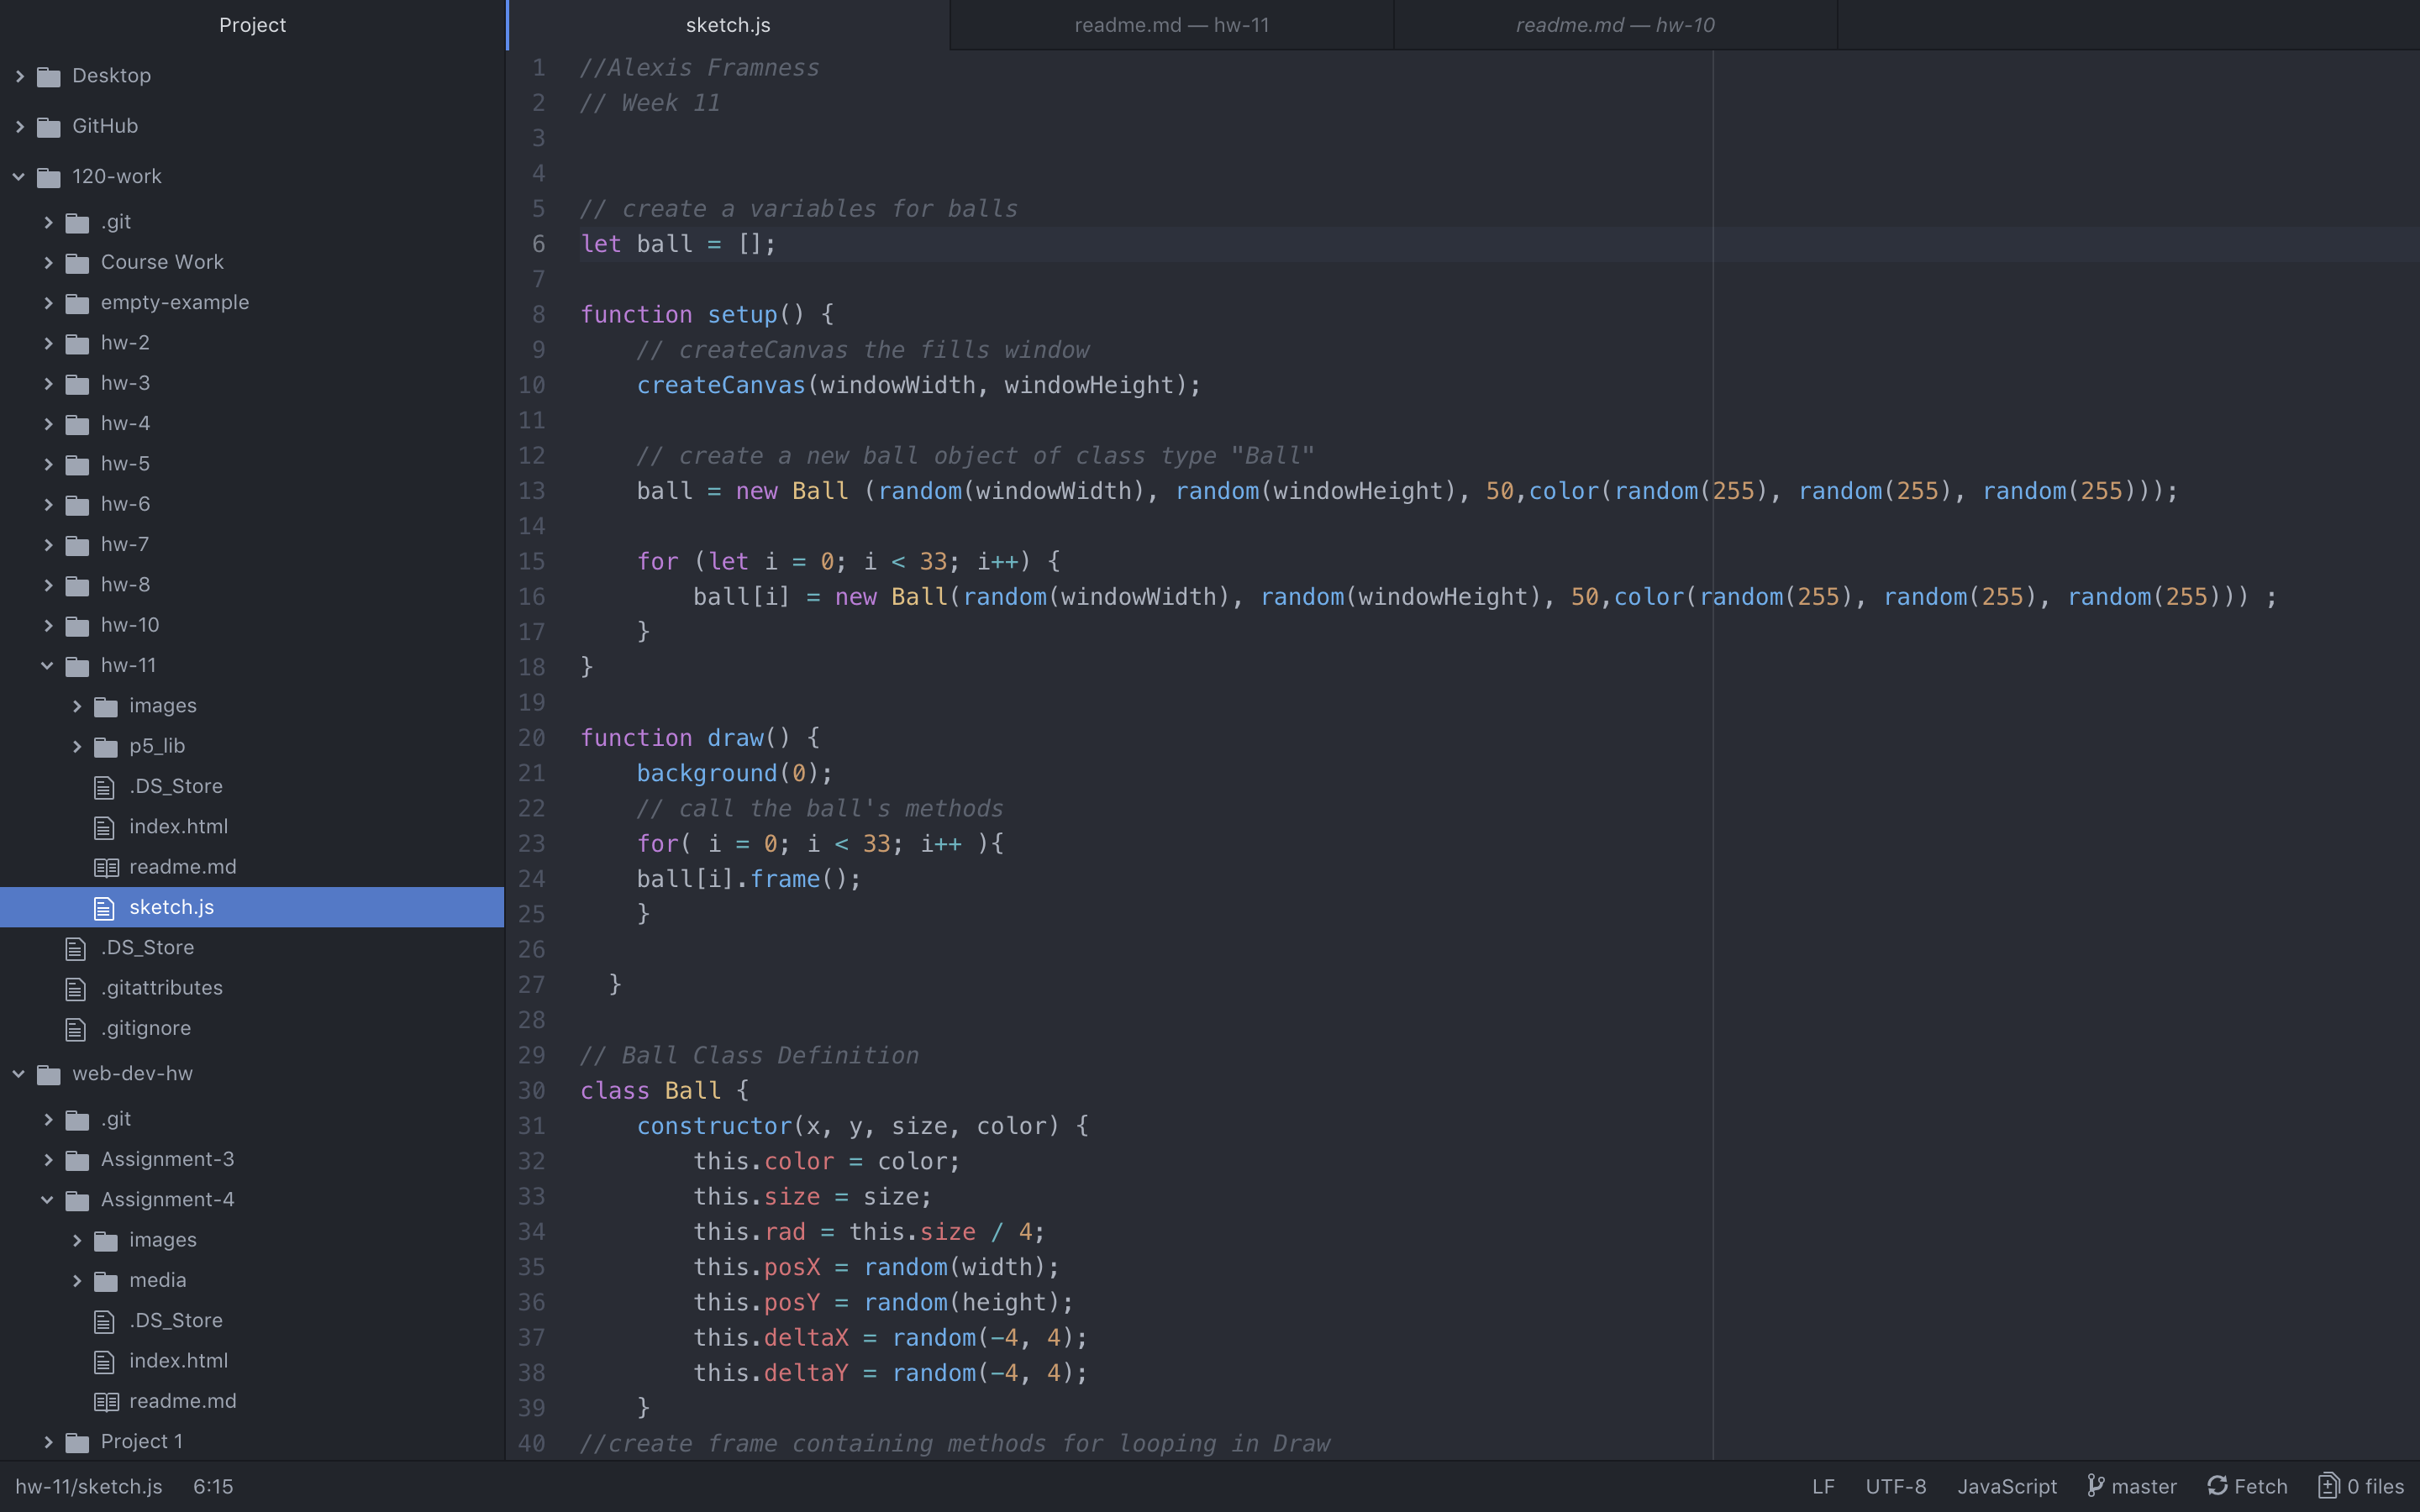 Project
Desktop
GitHub
120-work
.git
Course Work
empty-example
hw-2
hw-3
hw-4
hw-5
hw-6
hw-7
hw-8
hw-10
hw-11
images
p5_lib
.DS_Store
index.html
readme.md
sketch.js
.DS_Store
.gitattributes
.gitignore
web-dev-hw
.git
Assignment-3
Assignment-4
images
media
.DS_Store
index.html
readme.md
Project 1
sketch.js
readme.md — hw-11
readme.md — hw-10
1 //Alexis Framness
2 // Week 11
3
4
5 // create a variables for balls
6 let ball = [];
7
8 function setup() {
9     // createCanvas the fills window
10     createCanvas(windowWidth, windowHeight);
11
12     // create a new ball object of class type "Ball"
13     ball = new Ball (random(windowWidth), random(windowHeight), 50,color(random(255), random(255), random(255)));
14
15     for (let i = 0; i < 33; i++) {
16         ball[i] = new Ball(random(windowWidth), random(windowHeight), 50,color(random(255), random(255), random(255))) ;
17     }
18 }
19
20 function draw() {
21     background(0);
22     // call the ball's methods
23     for( i = 0; i < 33; i++ ){
24     ball[i].frame();
25     }
26
27   }
28
29 // Ball Class Definition
30 class Ball {
31     constructor(x, y, size, color) {
32         this.color = color;
33         this.size = size;
34         this.rad = this.size / 4;
35         this.posX = random(width);
36         this.posY = random(height);
37         this.deltaX = random(-4, 4);
38         this.deltaY = random(-4, 4);
39     }
40 //create frame containing methods for looping in Draw
hw-11/sketch.js 6:15
LF UTF-8 JavaScript master Fetch 0 files